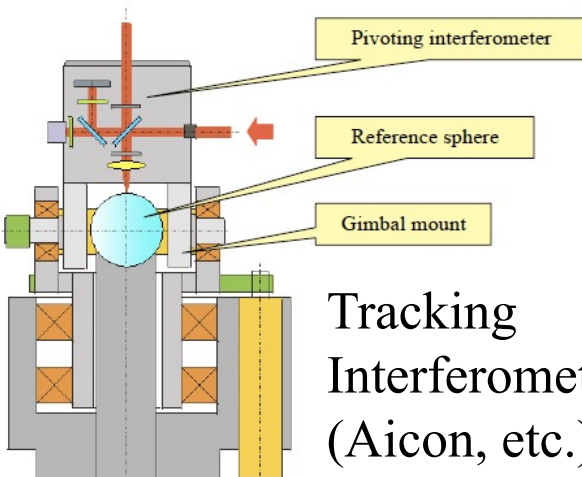 Pivoting interferometer
Reference sphere
Gimbal mount
Tracking
Interferomet
(Aicon, etc.)